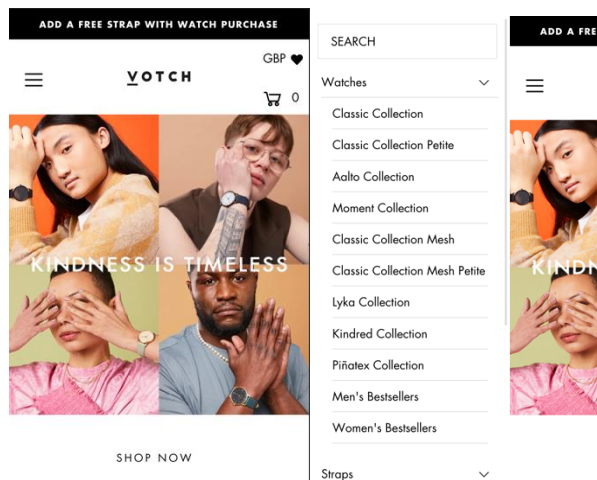 ADD A FREE STRAP WITH WATCH PURCHASE
GBP
VOTCH
0
KINDNESS IS TIMELESS
SHOP NOW
SEARCH
Watches
Classic Collection
Classic Collection Petite
Aalto Collection
Moment Collection
Classic Collection Mesh
Classic Collection Mesh Petite
Lyka Collection
Kindred Collection
Piñatex Collection
Men's Bestsellers
Women's Bestsellers
Straps
ADD A FRE
KINDN